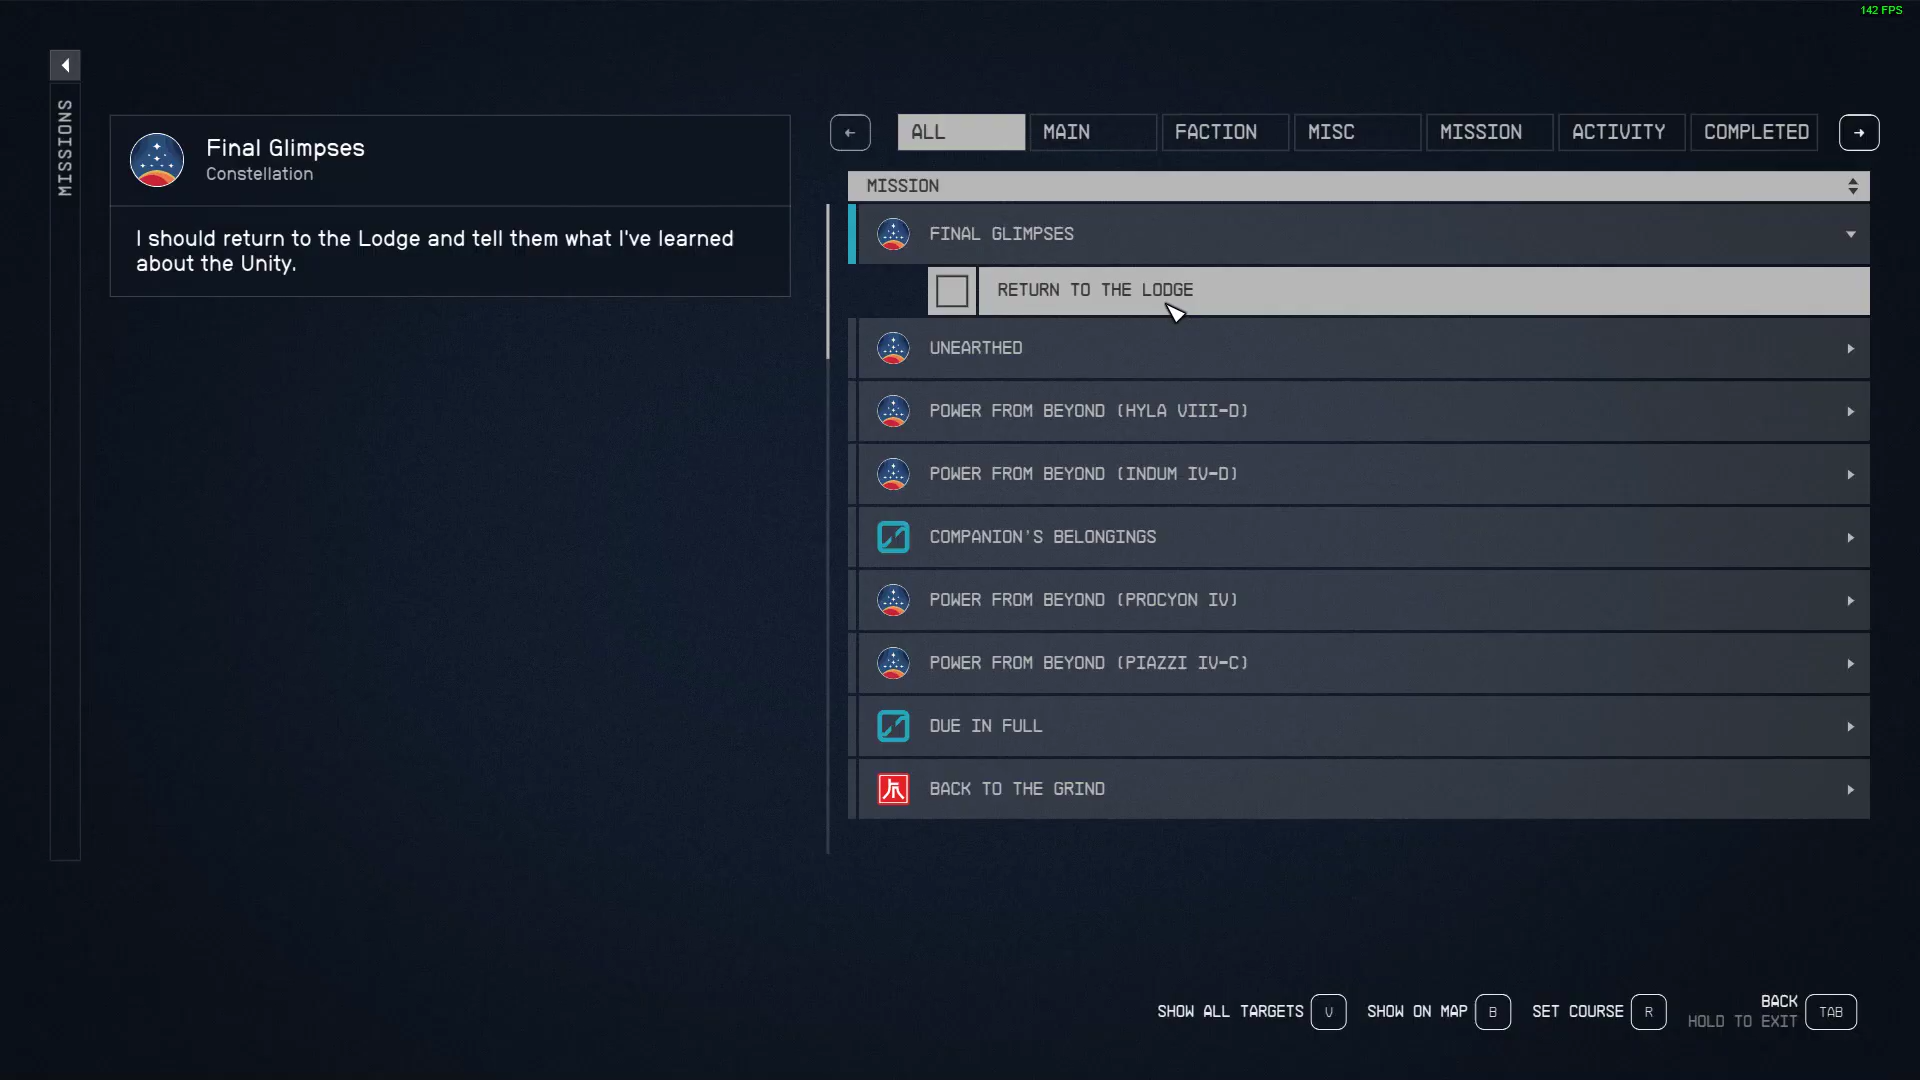 142 FPS
MISSIONS
Final Glimpses
Constellation
I should return to the Lodge and tell them what I've learned
about the Unity.
ALL
MAIN
FACTION
MISC
MISSION
ACTIVITY
COMPLETED
MISSION
FINAL GLIMPSES
RETURN TO THE LODGE
UNEARTHED
POWER FROM BEYOND (HYLA VIII-D)
POWER FROM BEYOND (INDUM IV-D)
COMPANION'S BELONGINGS
POWER FROM BEYOND (PROCYON IV)
POWER FROM BEYOND (PIAZZI IV-C)
DUE IN FULL
BACK TO THE GRIND
SHOW ALL TARGETS V
SHOW ON MAP B
SET COURSE R
BACK
HOLD TO EXIT
TAB